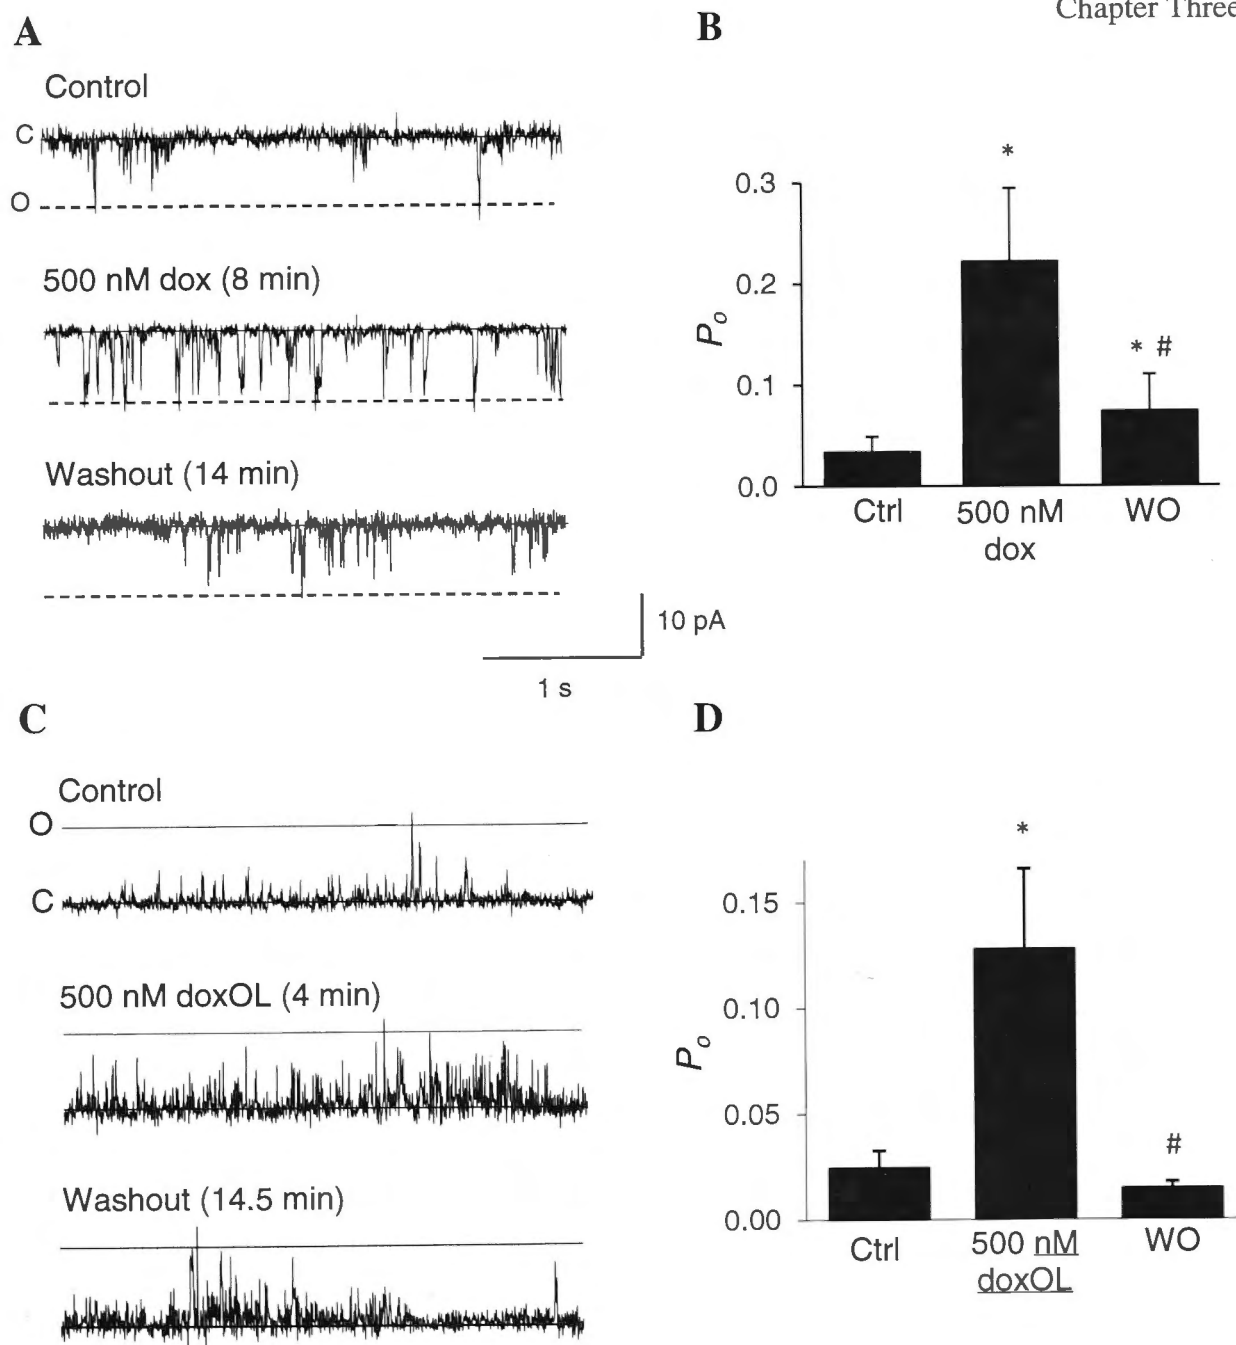 Chapter Three
A
Control
C
O
500 nM dox (8 min)
Washout (14 min)
10 pA
1 s
B
*
* #
0.3
0.2
0.1
0.0
Po
Ctrl
500 nM
dox
WO
C
Control
O
C
500 nM doxOL (4 min)
Washout (14.5 min)
D
*
#
0.15
0.10
0.05
0.00
Po
Ctrl
500 nM
doxOL
WO